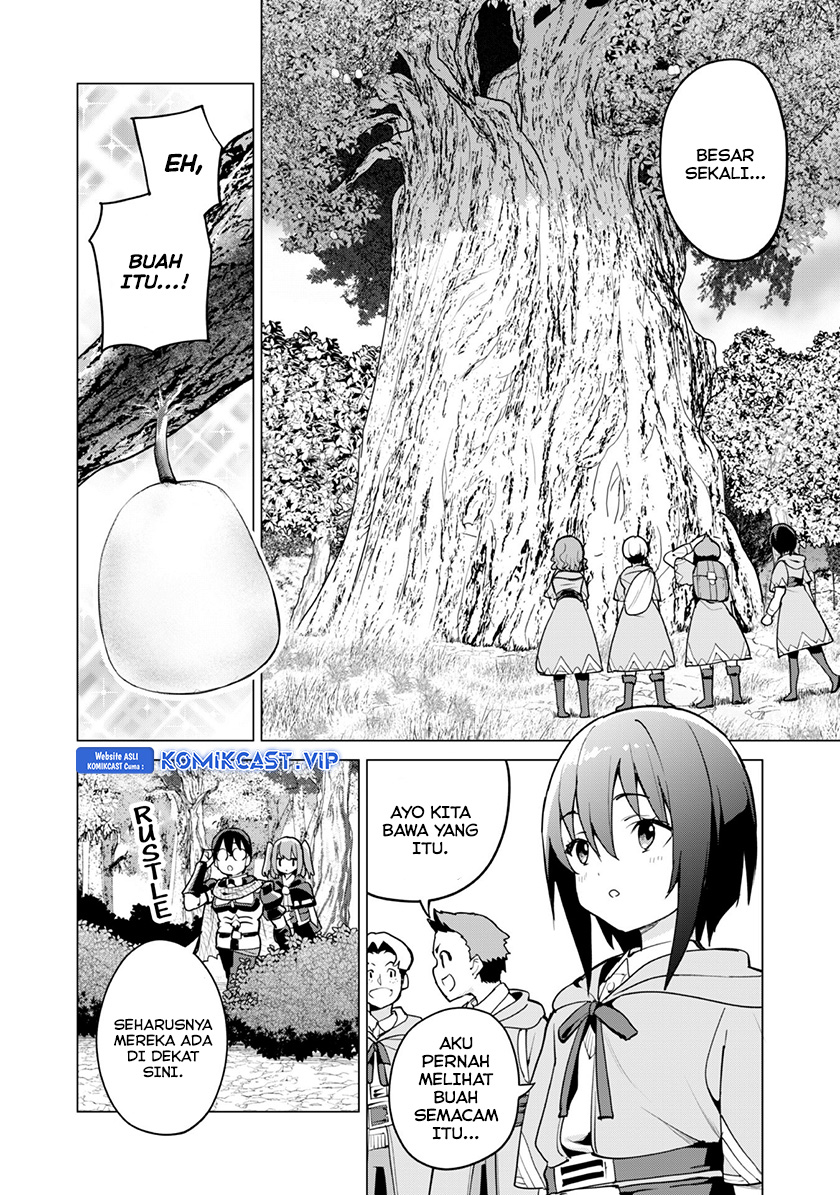 BESAR
SEKALI...
EH,
BUAH
ITU...!
Website ASLI
KOMIKCAST Cuma :
KOMIKCAST.VIP
AYO KITA
BAWA YANG
ITU.
AKU
PERNAH
MELIHAT
BUAH
SEMACAM
ITU...
RUSTLE
SEHARUSNYA
MEREKA ADA
DI DEKAT
SINI.